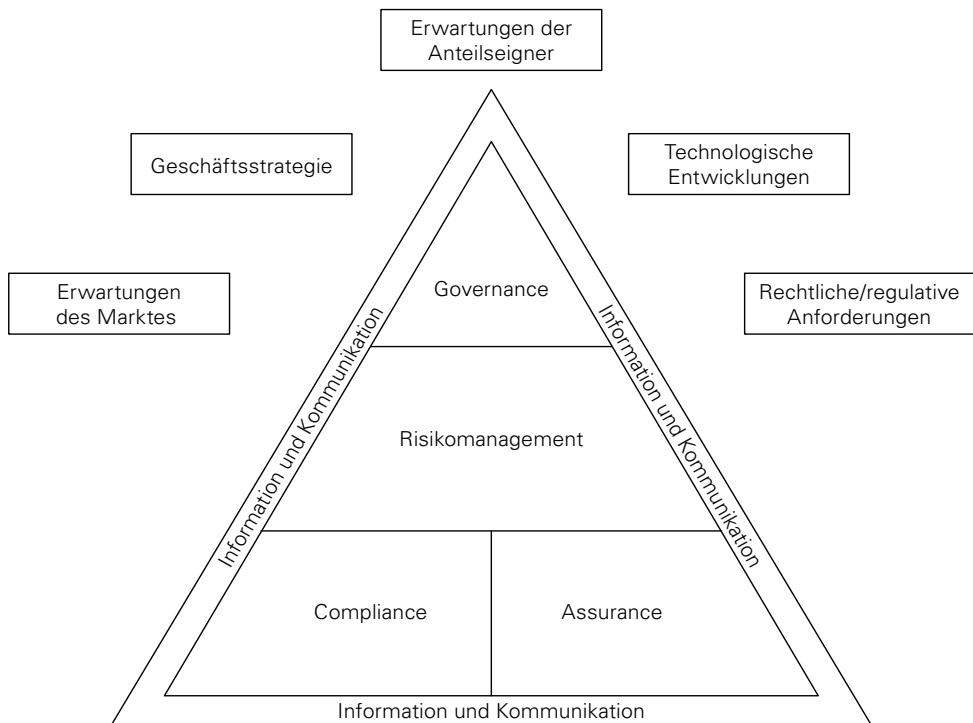 Erwartungen der
Anteilseigner
Geschäftsstrategie
Technologische
Entwicklungen
Erwartungen
des Marktes
Governance
Rechtliche/regulative
Anforderungen
Information und Kommunikation
Information und Kommunikation
Risikomanagement
Compliance
Assurance
Information und Kommunikation